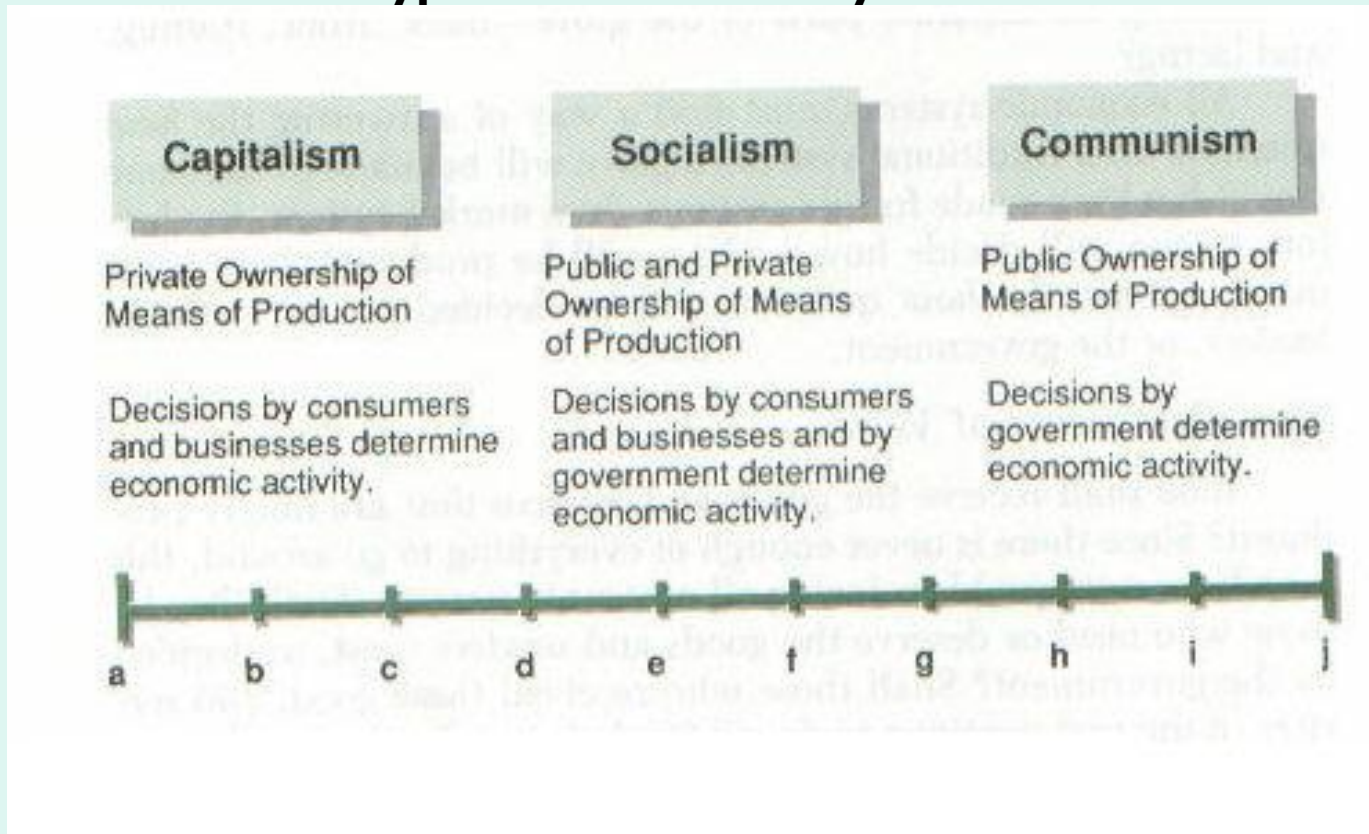 Capitalism
Socialism
Communism
Private Ownership of
Means of Production
Public and Private
Ownership of Means
of Production
Public Ownership of
Means of Production
Decisions by consumers
and businesses determine
economic activity.
Decisions by consumers
and businesses and by
government determine
economic activity.
Decisions by
government determine
economic activity.
a b c d e f g h i j